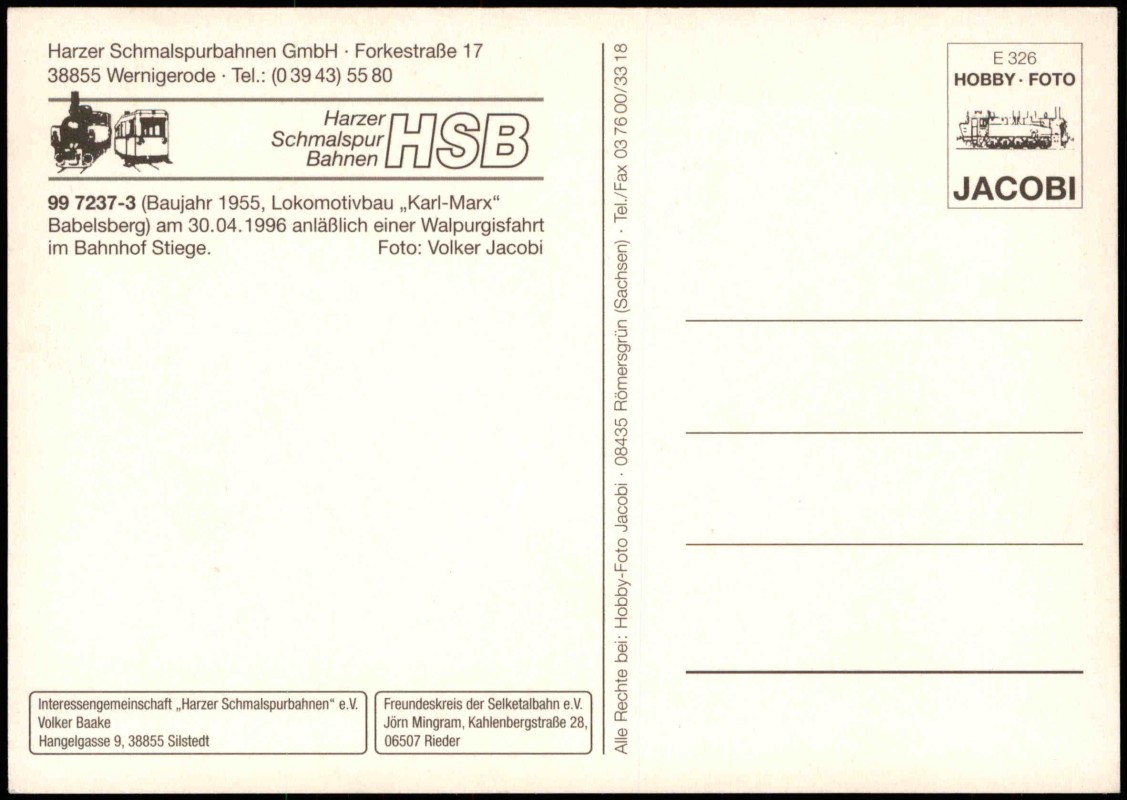 Harzer Schmalspurbahnen GmbH · Forkestraße 17
38855 Wernigerode · Tel.: (0 39 43) 55 80
Harzer
Schmalspur
Bahnen
HSB
99 7237-3 (Baujahr 1955, Lokomotivbau „Karl-Marx“
Babelsberg) am 30.04.1996 anläßlich einer Walpurgisfahrt
im Bahnhof Stiege. Foto: Volker Jacobi
Interessengemeinschaft „Harzer Schmalspurbahnen“ e.V.
Volker Baake
Hangelgasse 9, 38855 Silstedt
Freundeskreis der Selketalbahn e.V.
Jörn Mingram, Kahlenbergstraße 28,
06507 Rieder
Alle Rechte bei: Hobby-Foto Jacobi · 08435 Römersgrün (Sachsen) · Tel./Fax 03 76 00/33 18
E 326
HOBBY · FOTO
JACOBI